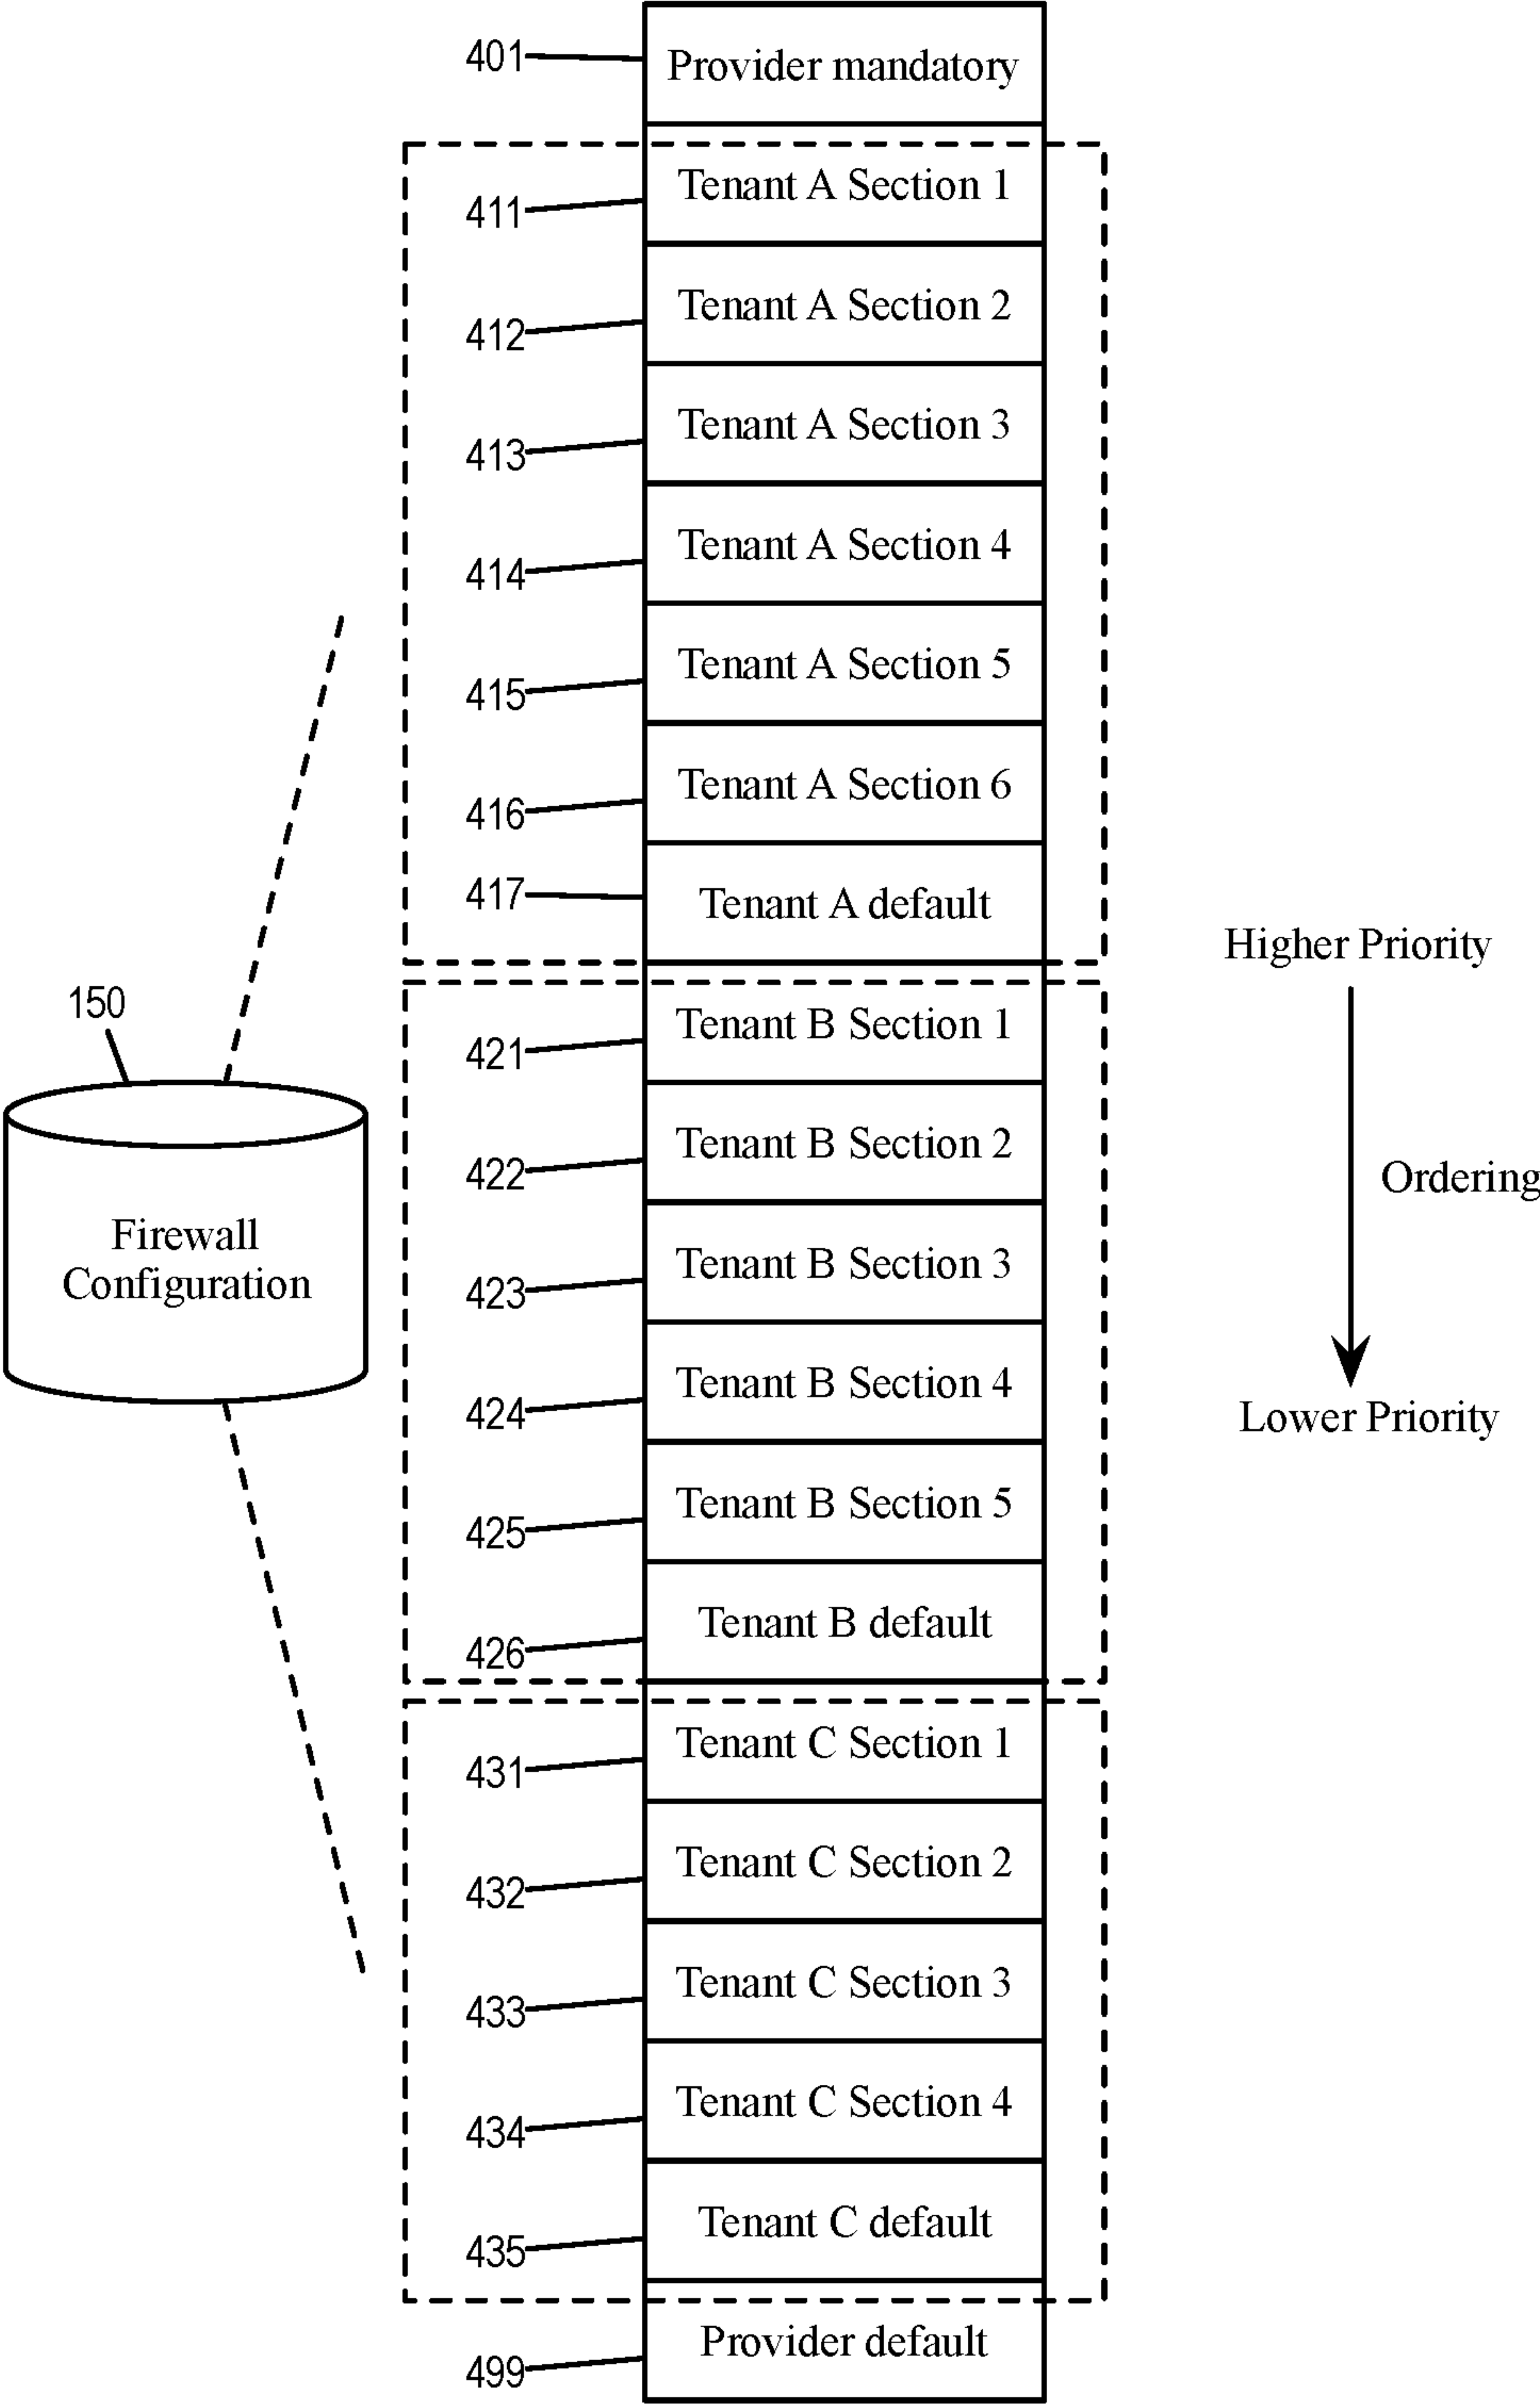 401
Provider mandatory
411
Tenant A Section 1
412
Tenant A Section 2
413
Tenant A Section 3
414
Tenant A Section 4
415
Tenant A Section 5
416
Tenant A Section 6
417
Tenant A default
421
Tenant B Section 1
422
Tenant B Section 2
423
Tenant B Section 3
424
Tenant B Section 4
425
Tenant B Section 5
426
Tenant B default
431
Tenant C Section 1
432
Tenant C Section 2
433
Tenant C Section 3
434
Tenant C Section 4
435
Tenant C default
499
Provider default
150
Firewall
Configuration
Higher Priority
Ordering
Lower Priority